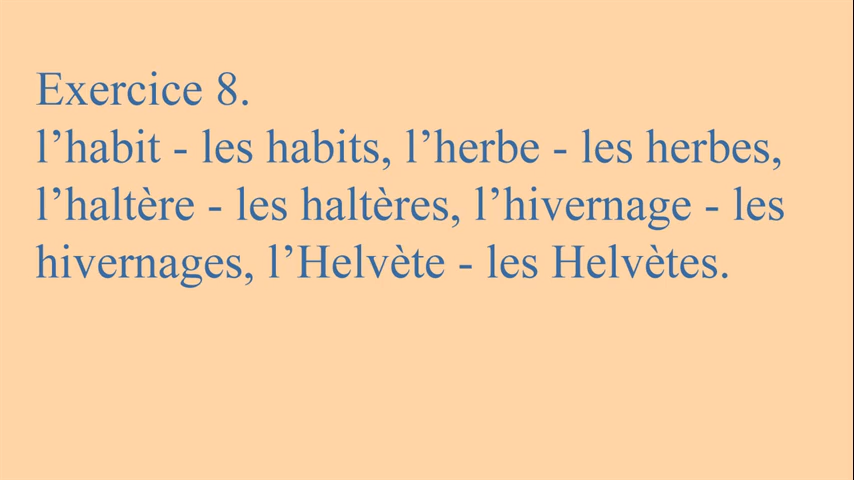 Exercice 8.
l’habit - les habits, l’herbe - les herbes,
l’haltère - les haltères, l’hivernage - les
hivernages, l’Helvète - les Helvètes.